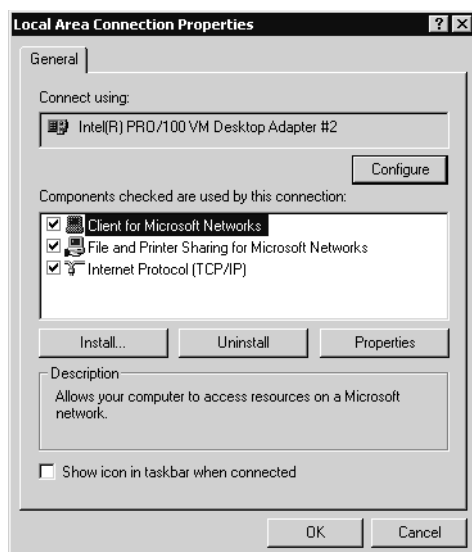 Local Area Connection Properties
General
Connect using:
Intel(R) PRO/100 VM Desktop Adapter #2
Configure
Components checked are used by this connection:
Client for Microsoft Networks
File and Printer Sharing for Microsoft Networks
Internet Protocol (TCP/IP)
Install... Uninstall Properties
Description
Allows your computer to access resources on a Microsoft
network.
Show icon in taskbar when connected
OK Cancel